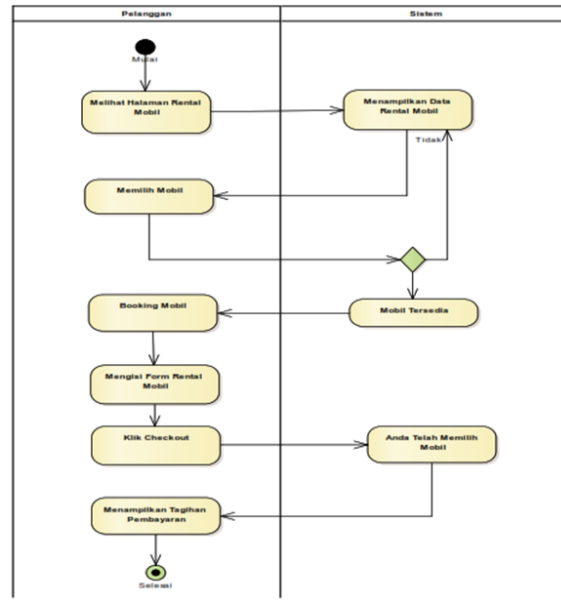 Pelanggan
Sistem
Mulai
Melihat Halaman Rental
Mobil
Menampilkan Data
Rental Mobil
Tidak
Memilih Mobil
Booking Mobil
Mobil Tersedia
Mengisi Form Rental
Mobil
Klik Checkout
Anda Telah Memilih
Mobil
Menampilkan Tagihan
Pembayaran
Selesai